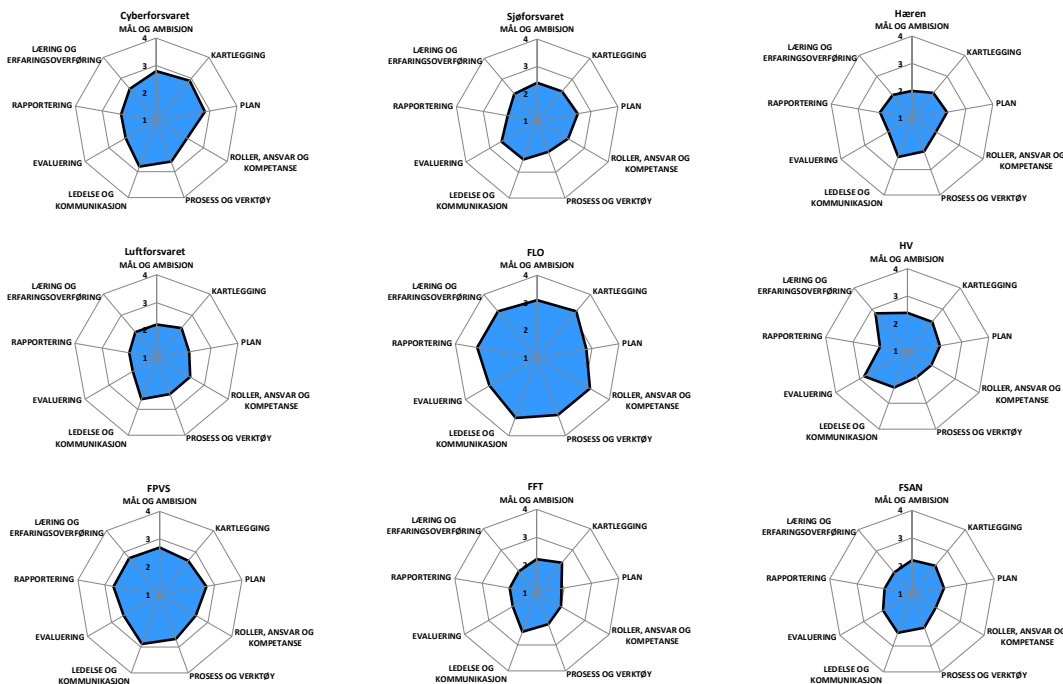 Cyberforsvaret
MÅL OG AMBISJON
4
KARTLEGGING
LÆRING OG
ERFARINGSOVERFØRING
3
2
RAPPORTERING
PLAN
1
EVALUERING
ROLLER, ANSVAR OG
KOMPETANSE
LEDELSE OG
KOMMUNIKASJON
PROSESS OG VERKTØY
Sjøforsvaret
MÅL OG AMBISJON
4
KARTLEGGING
LÆRING OG
ERFARINGSOVERFØRING
3
2
RAPPORTERING
PLAN
1
EVALUERING
ROLLER, ANSVAR OG
KOMPETANSE
LEDELSE OG
KOMMUNIKASJON
PROSESS OG VERKTØY
Hæren
MÅL OG AMBISJON
4
KARTLEGGING
LÆRING OG
ERFARINGSOVERFØRING
3
2
RAPPORTERING
PLAN
1
EVALUERING
ROLLER, ANSVAR OG
KOMPETANSE
LEDELSE OG
KOMMUNIKASJON
PROSESS OG VERKTØY
Luftforsvaret
MÅL OG AMBISJON
4
KARTLEGGING
LÆRING OG
ERFARINGSOVERFØRING
3
2
RAPPORTERING
PLAN
1
EVALUERING
ROLLER, ANSVAR OG
KOMPETANSE
LEDELSE OG
KOMMUNIKASJON
PROSESS OG VERKTØY
FLO
MÅL OG AMBISJON
4
KARTLEGGING
LÆRING OG
ERFARINGSOVERFØRING
3
2
RAPPORTERING
PLAN
1
EVALUERING
ROLLER, ANSVAR OG
KOMPETANSE
LEDELSE OG
KOMMUNIKASJON
PROSESS OG VERKTØY
HV
MÅL OG AMBISJON
4
KARTLEGGING
LÆRING OG
ERFARINGSOVERFØRING
3
2
RAPPORTERING
PLAN
1
EVALUERING
ROLLER, ANSVAR OG
KOMPETANSE
LEDELSE OG
KOMMUNIKASJON
PROSESS OG VERKTØY
FPVS
MÅL OG AMBISJON
4
KARTLEGGING
LÆRING OG
ERFARINGSOVERFØRING
3
2
RAPPORTERING
PLAN
1
EVALUERING
ROLLER, ANSVAR OG
KOMPETANSE
LEDELSE OG
KOMMUNIKASJON
PROSESS OG VERKTØY
FFT
MÅL OG AMBISJON
4
KARTLEGGING
LÆRING OG
ERFARINGSOVERFØRING
3
2
RAPPORTERING
PLAN
1
EVALUERING
ROLLER, ANSVAR OG
KOMPETANSE
LEDELSE OG
KOMMUNIKASJON
PROSESS OG VERKTØY
FSAN
MÅL OG AMBISJON
4
KARTLEGGING
LÆRING OG
ERFARINGSOVERFØRING
3
2
RAPPORTERING
PLAN
1
EVALUERING
ROLLER, ANSVAR OG
KOMPETANSE
LEDELSE OG
KOMMUNIKASJON
PROSESS OG VERKTØY